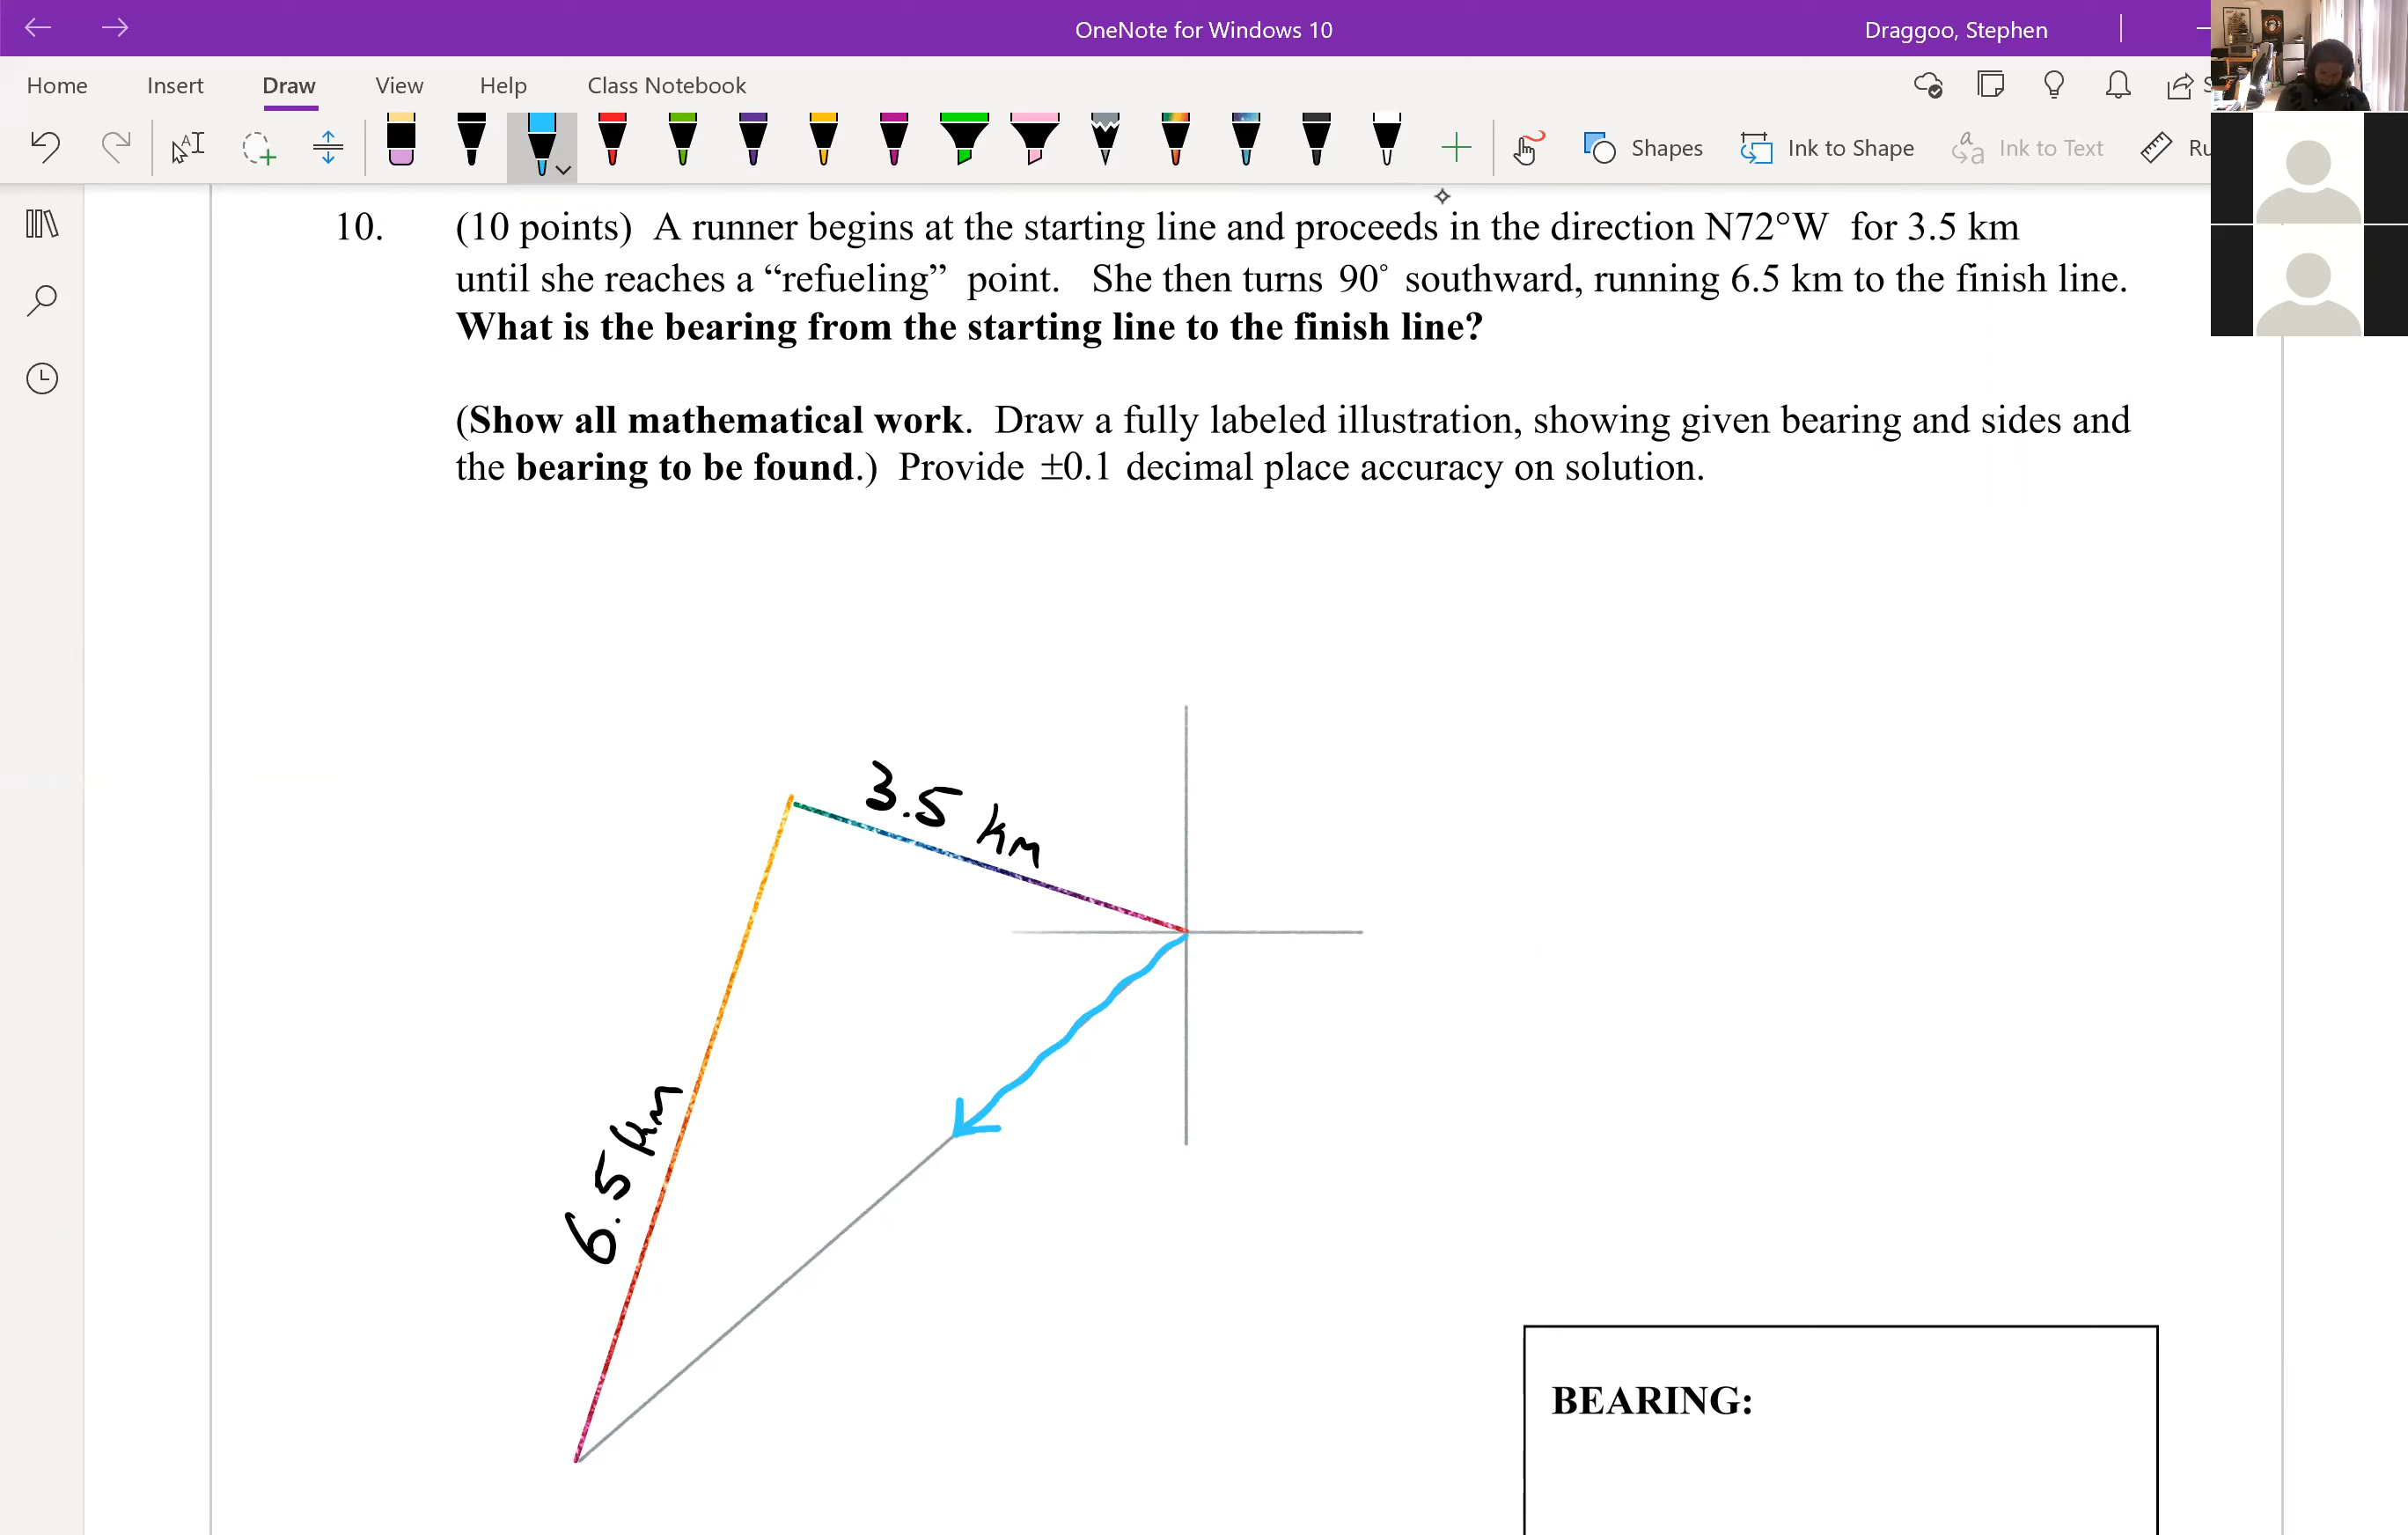 OneNote for Windows 10
Draggoo, Stephen
Home Insert Draw View Help Class Notebook
Shapes Ink to Shape Ink to Text
10. (10 points) A runner begins at the starting line and proceeds in the direction N72°W for 3.5 km
until she reaches a “refueling” point. She then turns 90° southward, running 6.5 km to the finish line.
What is the bearing from the starting line to the finish line?
(Show all mathematical work. Draw a fully labeled illustration, showing given bearing and sides and
the bearing to be found.) Provide ±0.1 decimal place accuracy on solution.
3.5 km
6.5 km
BEARING: